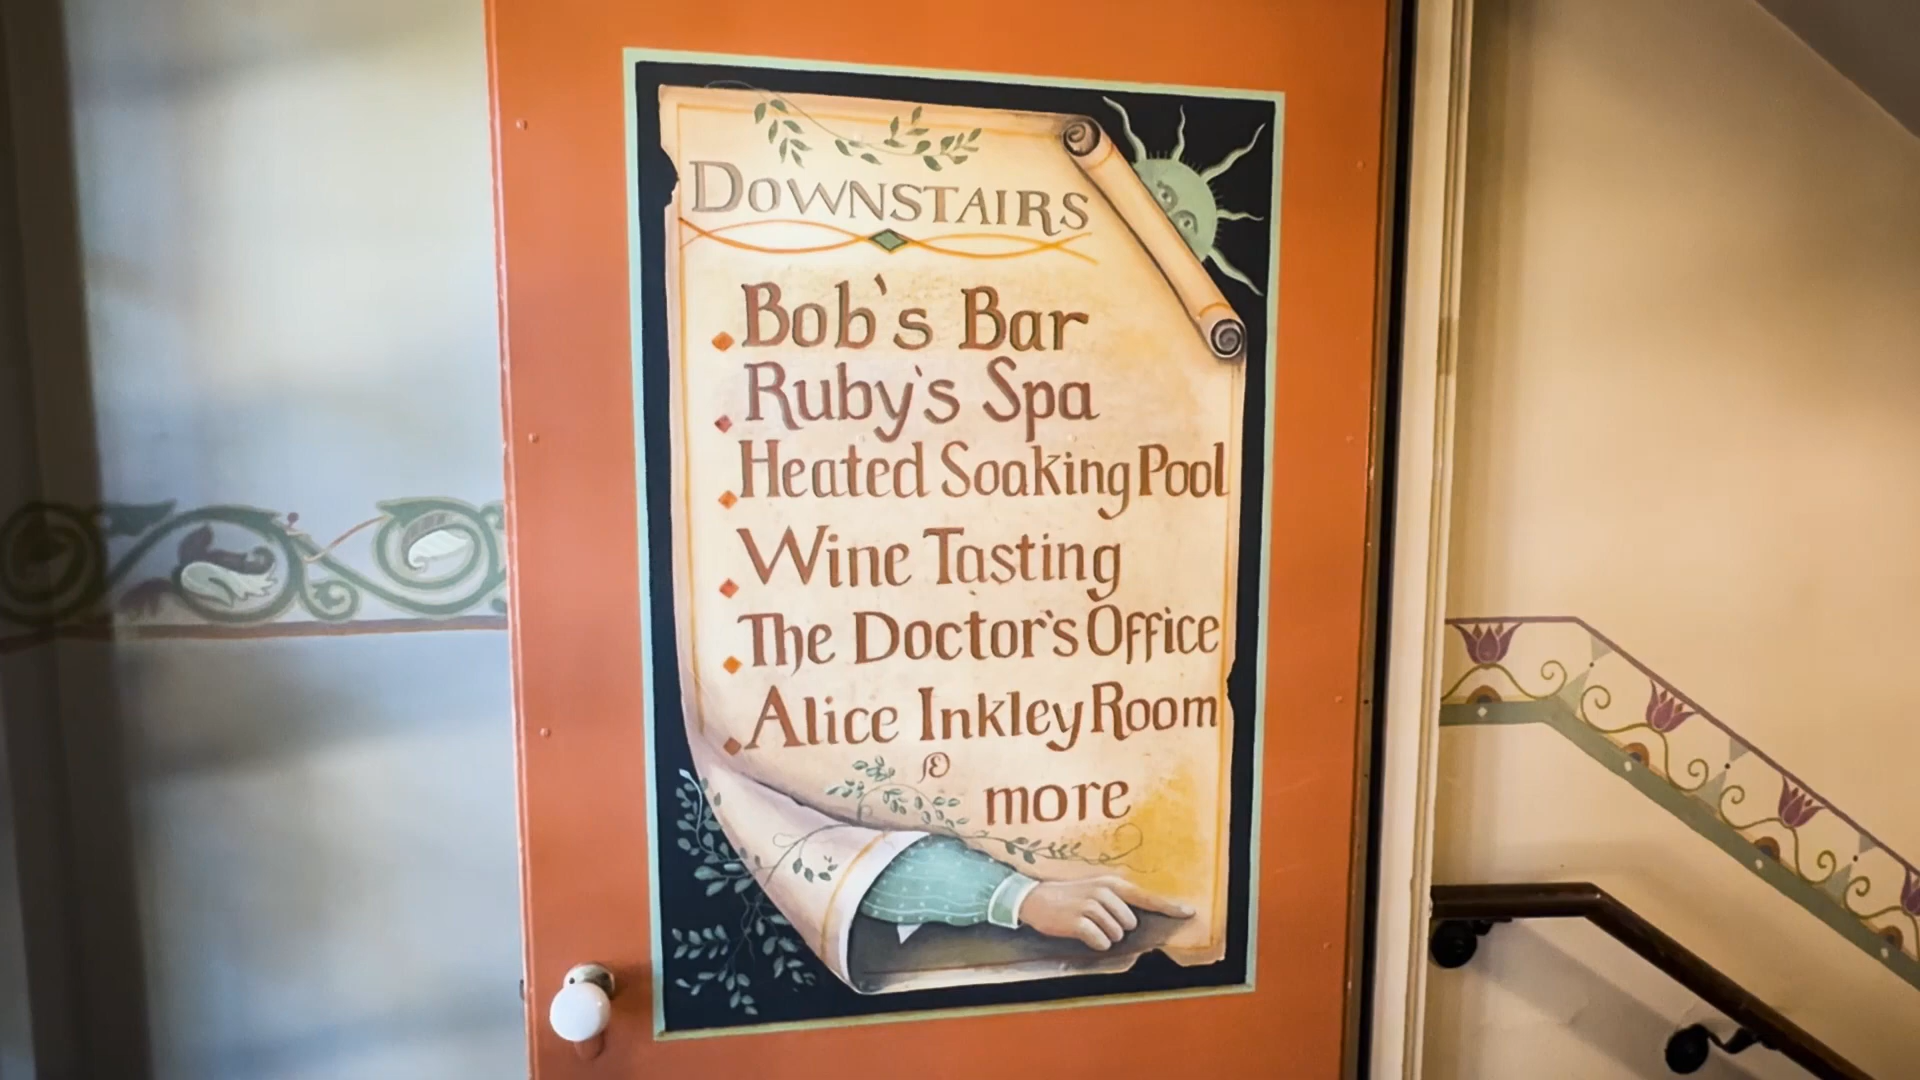 DOWNSTAIRS
Bob's Bar
Ruby's Spa
Heated Soaking Pool
Wine Tasting
The Doctor's Office
Alice Inkley Room
&
more